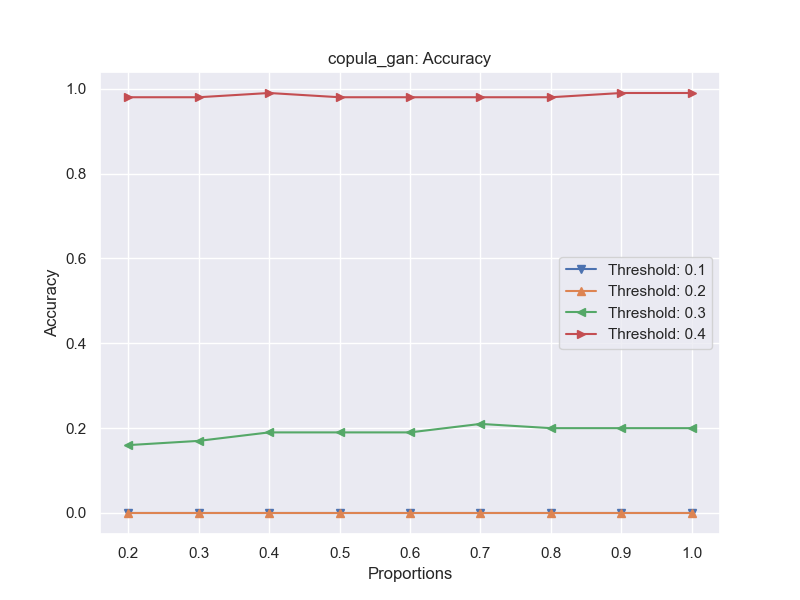 copula_gan: Accuracy
1.0
0.8
0.6
0.4
0.2
0.0
Accuracy
Threshold: 0.1
Threshold: 0.2
Threshold: 0.3
Threshold: 0.4
0.2 0.3 0.4 0.5 0.6 0.7 0.8 0.9 1.0
Proportions